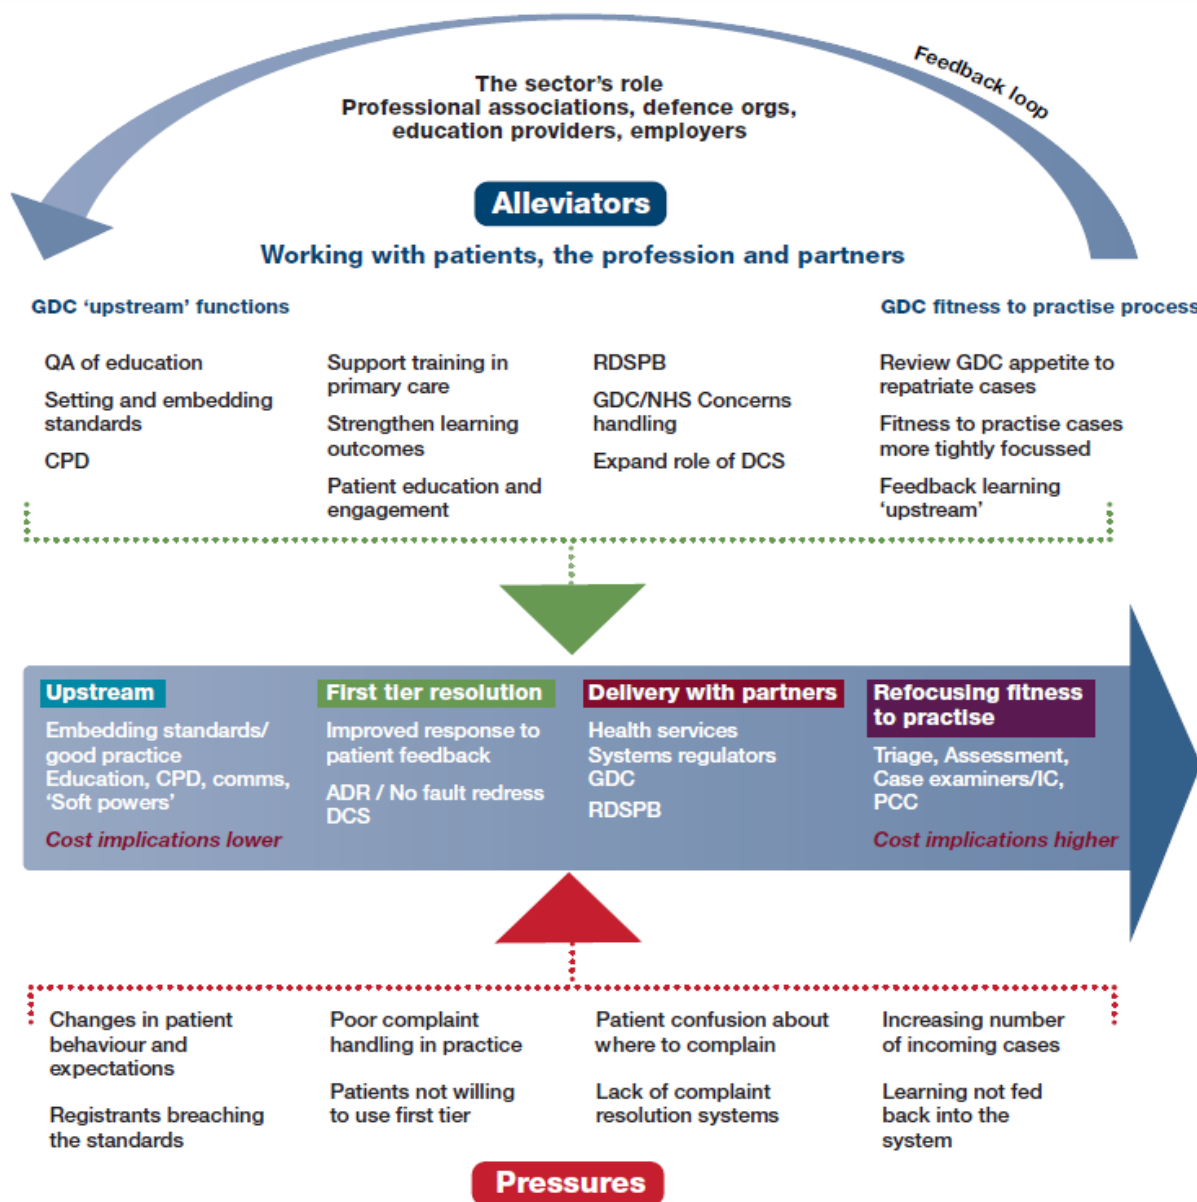 Feedback loop
The sector's role
Professional associations, defence orgs,
education providers, employers
Alleviators
Working with patients, the profession and partners
GDC ‘upstream’ functions
QA of education
Setting and embedding
standards
CPD
Support training in
primary care
Strengthen learning
outcomes
Patient education and
engagement
RDSPB
GDC/NHS Concerns
handling
Expand role of DCS
GDC fitness to practise process
Review GDC appetite to
repatriate cases
Fitness to practise cases
more tightly focussed
Feedback learning
‘upstream’
Upstream
Embedding standards/
good practice
Education, CPD, comms,
‘Soft powers’
Cost implications lower
First tier resolution
Improved response to
patient feedback
ADR / No fault redress
DCS
Delivery with partners
Health services
Systems regulators
GDC
RDSPB
Refocusing fitness
to practise
Triage, Assessment,
Case examiners/IC,
PCC
Cost implications higher
Changes in patient
behaviour and
expectations
Registrants breaching
the standards
Poor complaint
handling in practice
Patients not willing
to use first tier
Patient confusion about
where to complain
Lack of complaint
resolution systems
Increasing number
of incoming cases
Learning not fed
back into the
system
Pressures